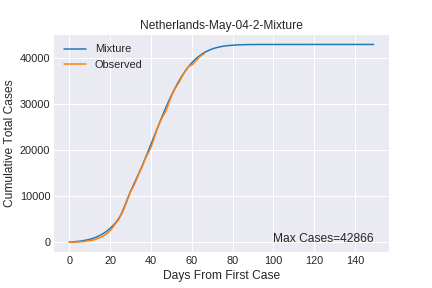 Netherlands-May-04-2-Mixture
Cumulative Total Cases
40000
30000
20000
10000
0
Mixture
Observed
Max Cases=42866
0 20 40 60 80 100 120 140
Days From First Case